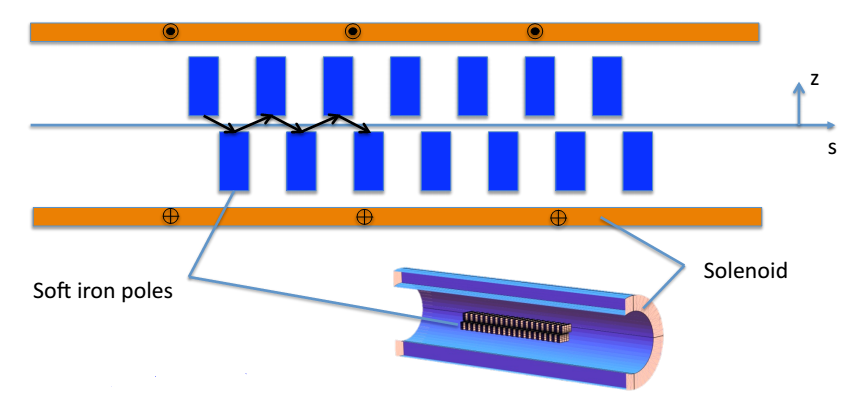 z
s
Solenoid
Soft iron poles